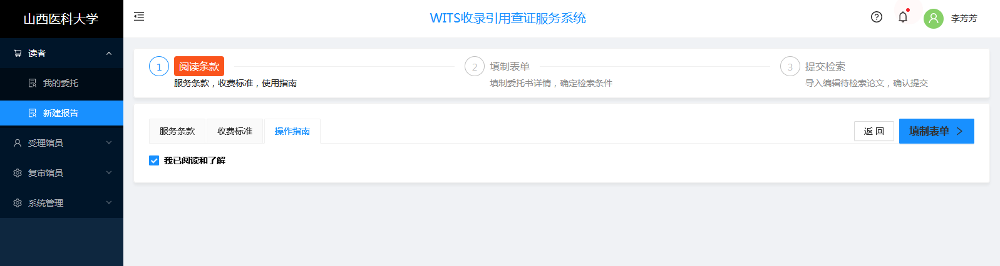 山西医科大学
WITS收录引用查证服务系统
李芳芳
读者
我的委托
新建报告
受理馆员
复审馆员
系统管理
1 阅读条款
服务条款，收费标准，使用指南
2 填制表单
填制委托书详情，确定检索条件
3 提交检索
导入编辑待检索论文，确认提交
服务条款 收费标准 操作指南 返 回 填制表单
我已阅读和了解